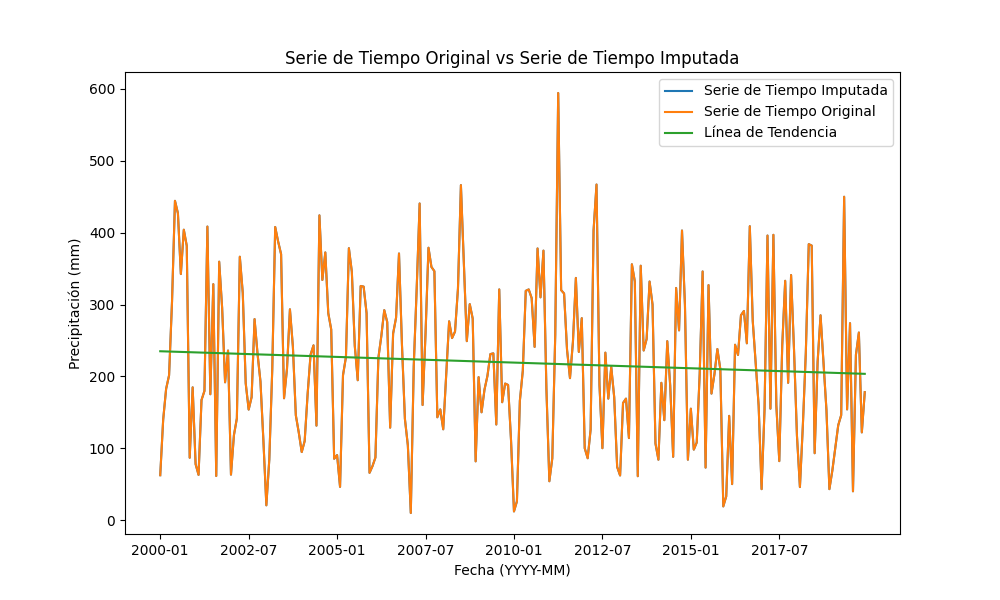 Serie de Tiempo Original vs Serie de Tiempo Imputada
Serie de Tiempo Imputada
Serie de Tiempo Original
Línea de Tendencia
Precipitación (mm)
600
500
400
300
200
100
0
2000-01 2002-07 2005-01 2007-07 2010-01 2012-07 2015-01 2017-07
Fecha (YYYY-MM)